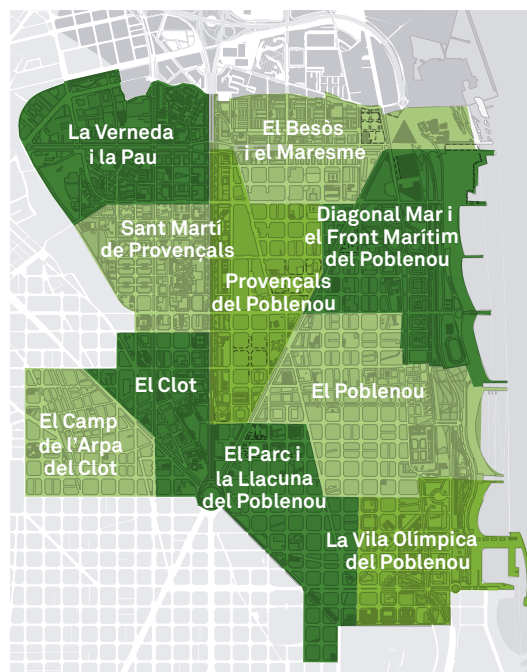 La Verneda
i la Pau
El Besòs
i el Maresme
Sant Martí
de Provençals
Diagonal Mar i
el Front Marítim
del Poblenou
Provençals
del Poblenou
El Clot
El Poblenou
El Camp
de l'Arpa
del Clot
El Parc i
la Llacuna
del Poblenou
La Vila Olímpica
del Poblenou